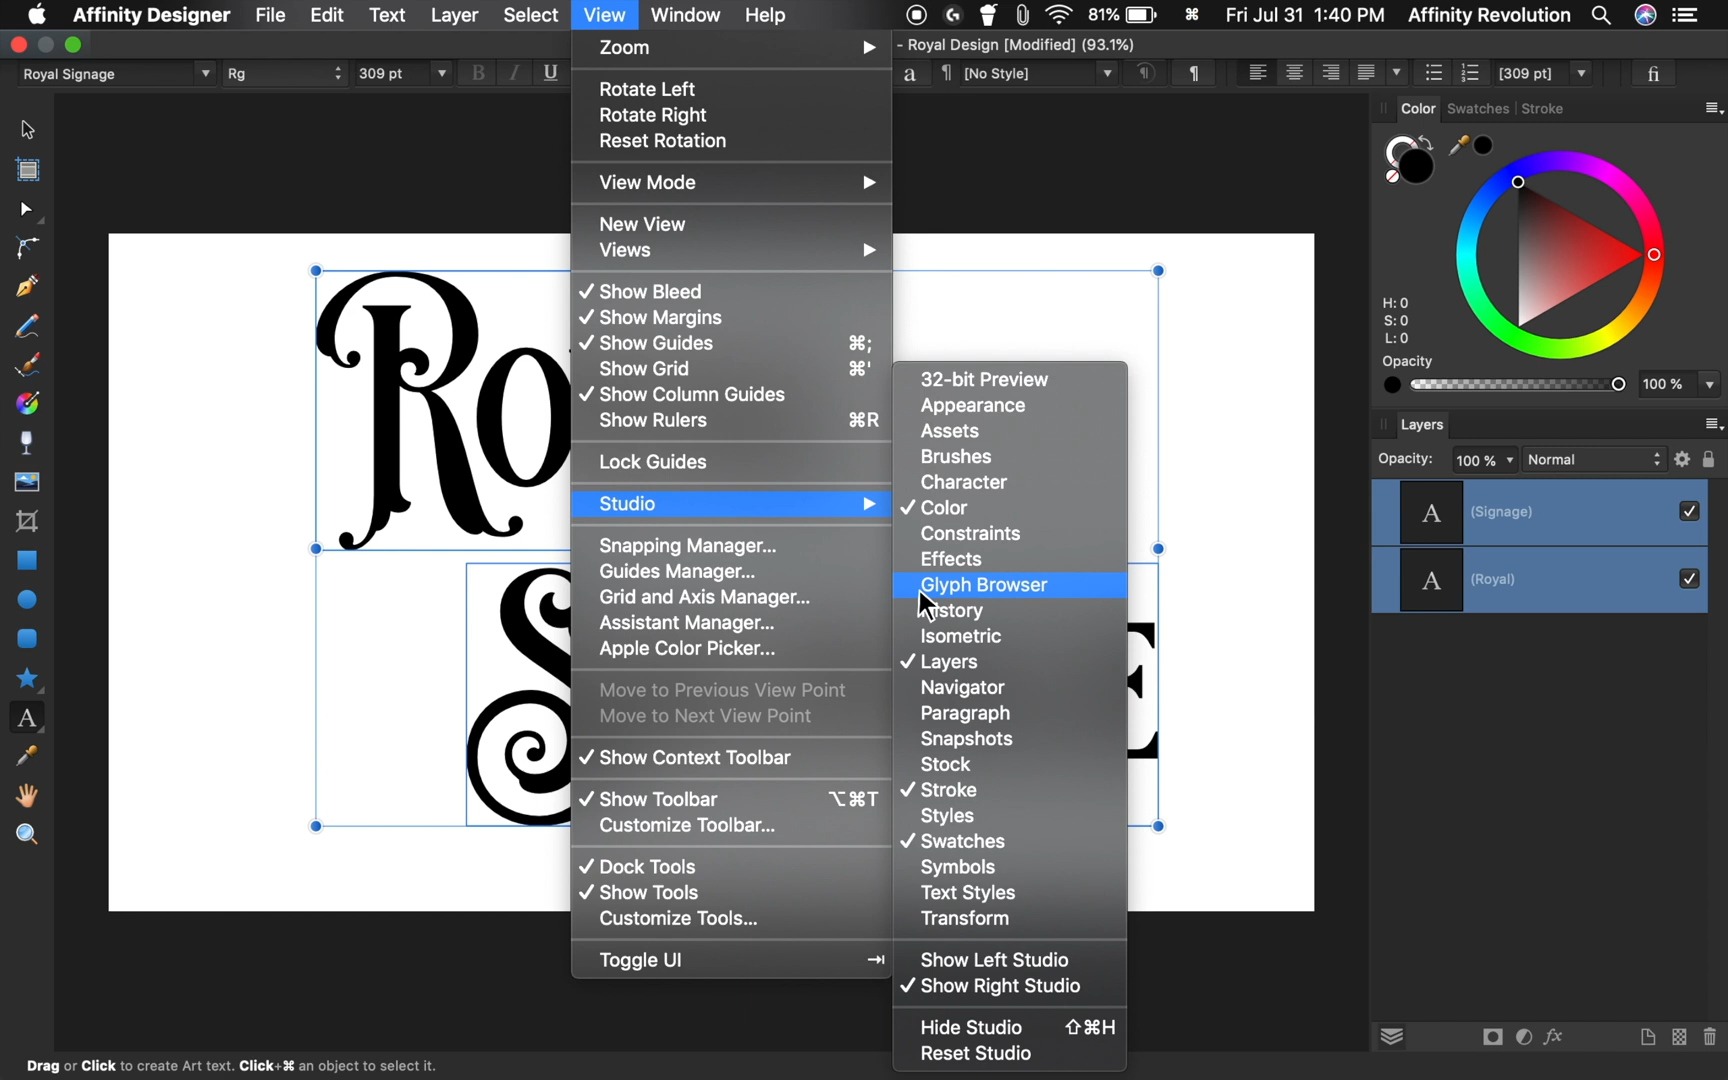 Affinity Designer File Edit Text Layer Select View Window Help 81% Fri Jul 31 1:40 PM Affinity Revolution
- Royal Design [Modified] (93.1%)
Royal Signage Rg 309 pt B I U a ¶ [No Style] ¶ [309 pt] fi
Zoom
Rotate Left
Rotate Right
Reset Rotation
View Mode
New View
Views
✓ Show Bleed
✓ Show Margins
✓ Show Guides ⌘;
Show Grid ⌘'
✓ Show Column Guides
Show Rulers ⌘R
Lock Guides
Studio
Snapping Manager...
Guides Manager...
Grid and Axis Manager...
Assistant Manager...
Apple Color Picker...
Move to Previous View Point
Move to Next View Point
✓ Show Context Toolbar
✓ Show Toolbar ⌥⌘T
Customize Toolbar...
✓ Dock Tools
✓ Show Tools
Customize Tools...
Toggle UI ⇥
32-bit Preview
Appearance
Assets
Brushes
Character
✓ Color
Constraints
Effects
Glyph Browser
History
Isometric
✓ Layers
Navigator
Paragraph
Snapshots
Stock
✓ Stroke
Styles
✓ Swatches
Symbols
Text Styles
Transform
Show Left Studio
✓ Show Right Studio
Hide Studio ⇧⌘H
Reset Studio
Ro
S E
Color Swatches Stroke
H: 0
S: 0
L: 0
Opacity
100 %
Layers
Opacity: 100 % Normal
A (Signage)
A (Royal)
A
fx
Drag or Click to create Art text. Click+⌘ an object to select it.